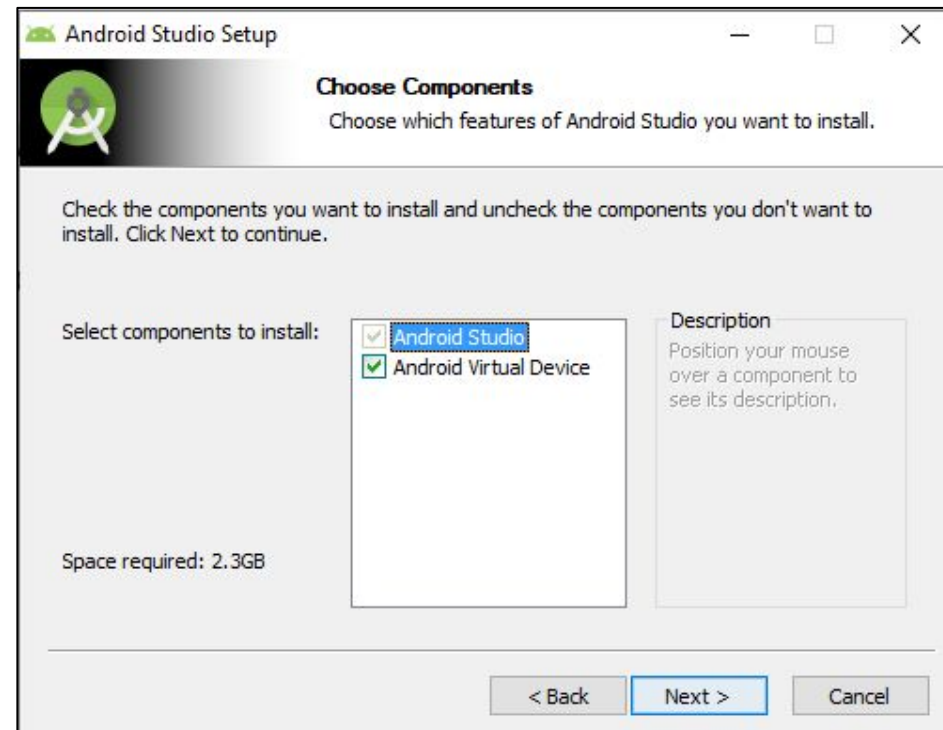 Android Studio Setup
Choose Components
Choose which features of Android Studio you want to install.
Check the components you want to install and uncheck the components you don't want to
install. Click Next to continue.
Select components to install:
Android Studio
Android Virtual Device
Description
Position your mouse
over a component to
see its description.
Space required: 2.3GB
< Back
Next >
Cancel